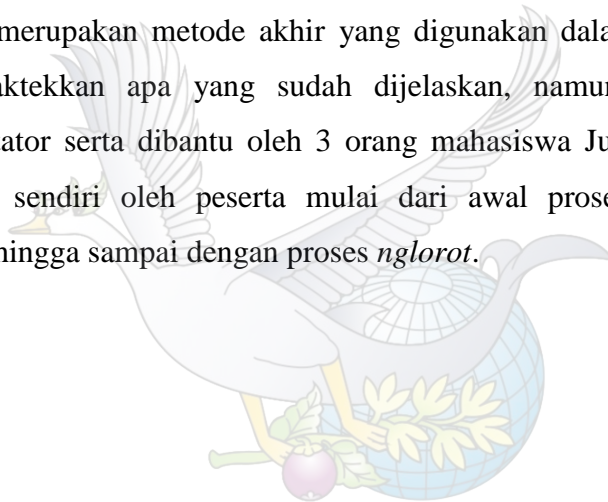 merupakan metode akhir yang digunakan dala
aktekkan apa yang sudah dijelaskan, namun
ator serta dibantu oleh 3 orang mahasiswa Ju
sendiri oleh peserta mulai dari awal prose
hingga sampai dengan proses nglorot.